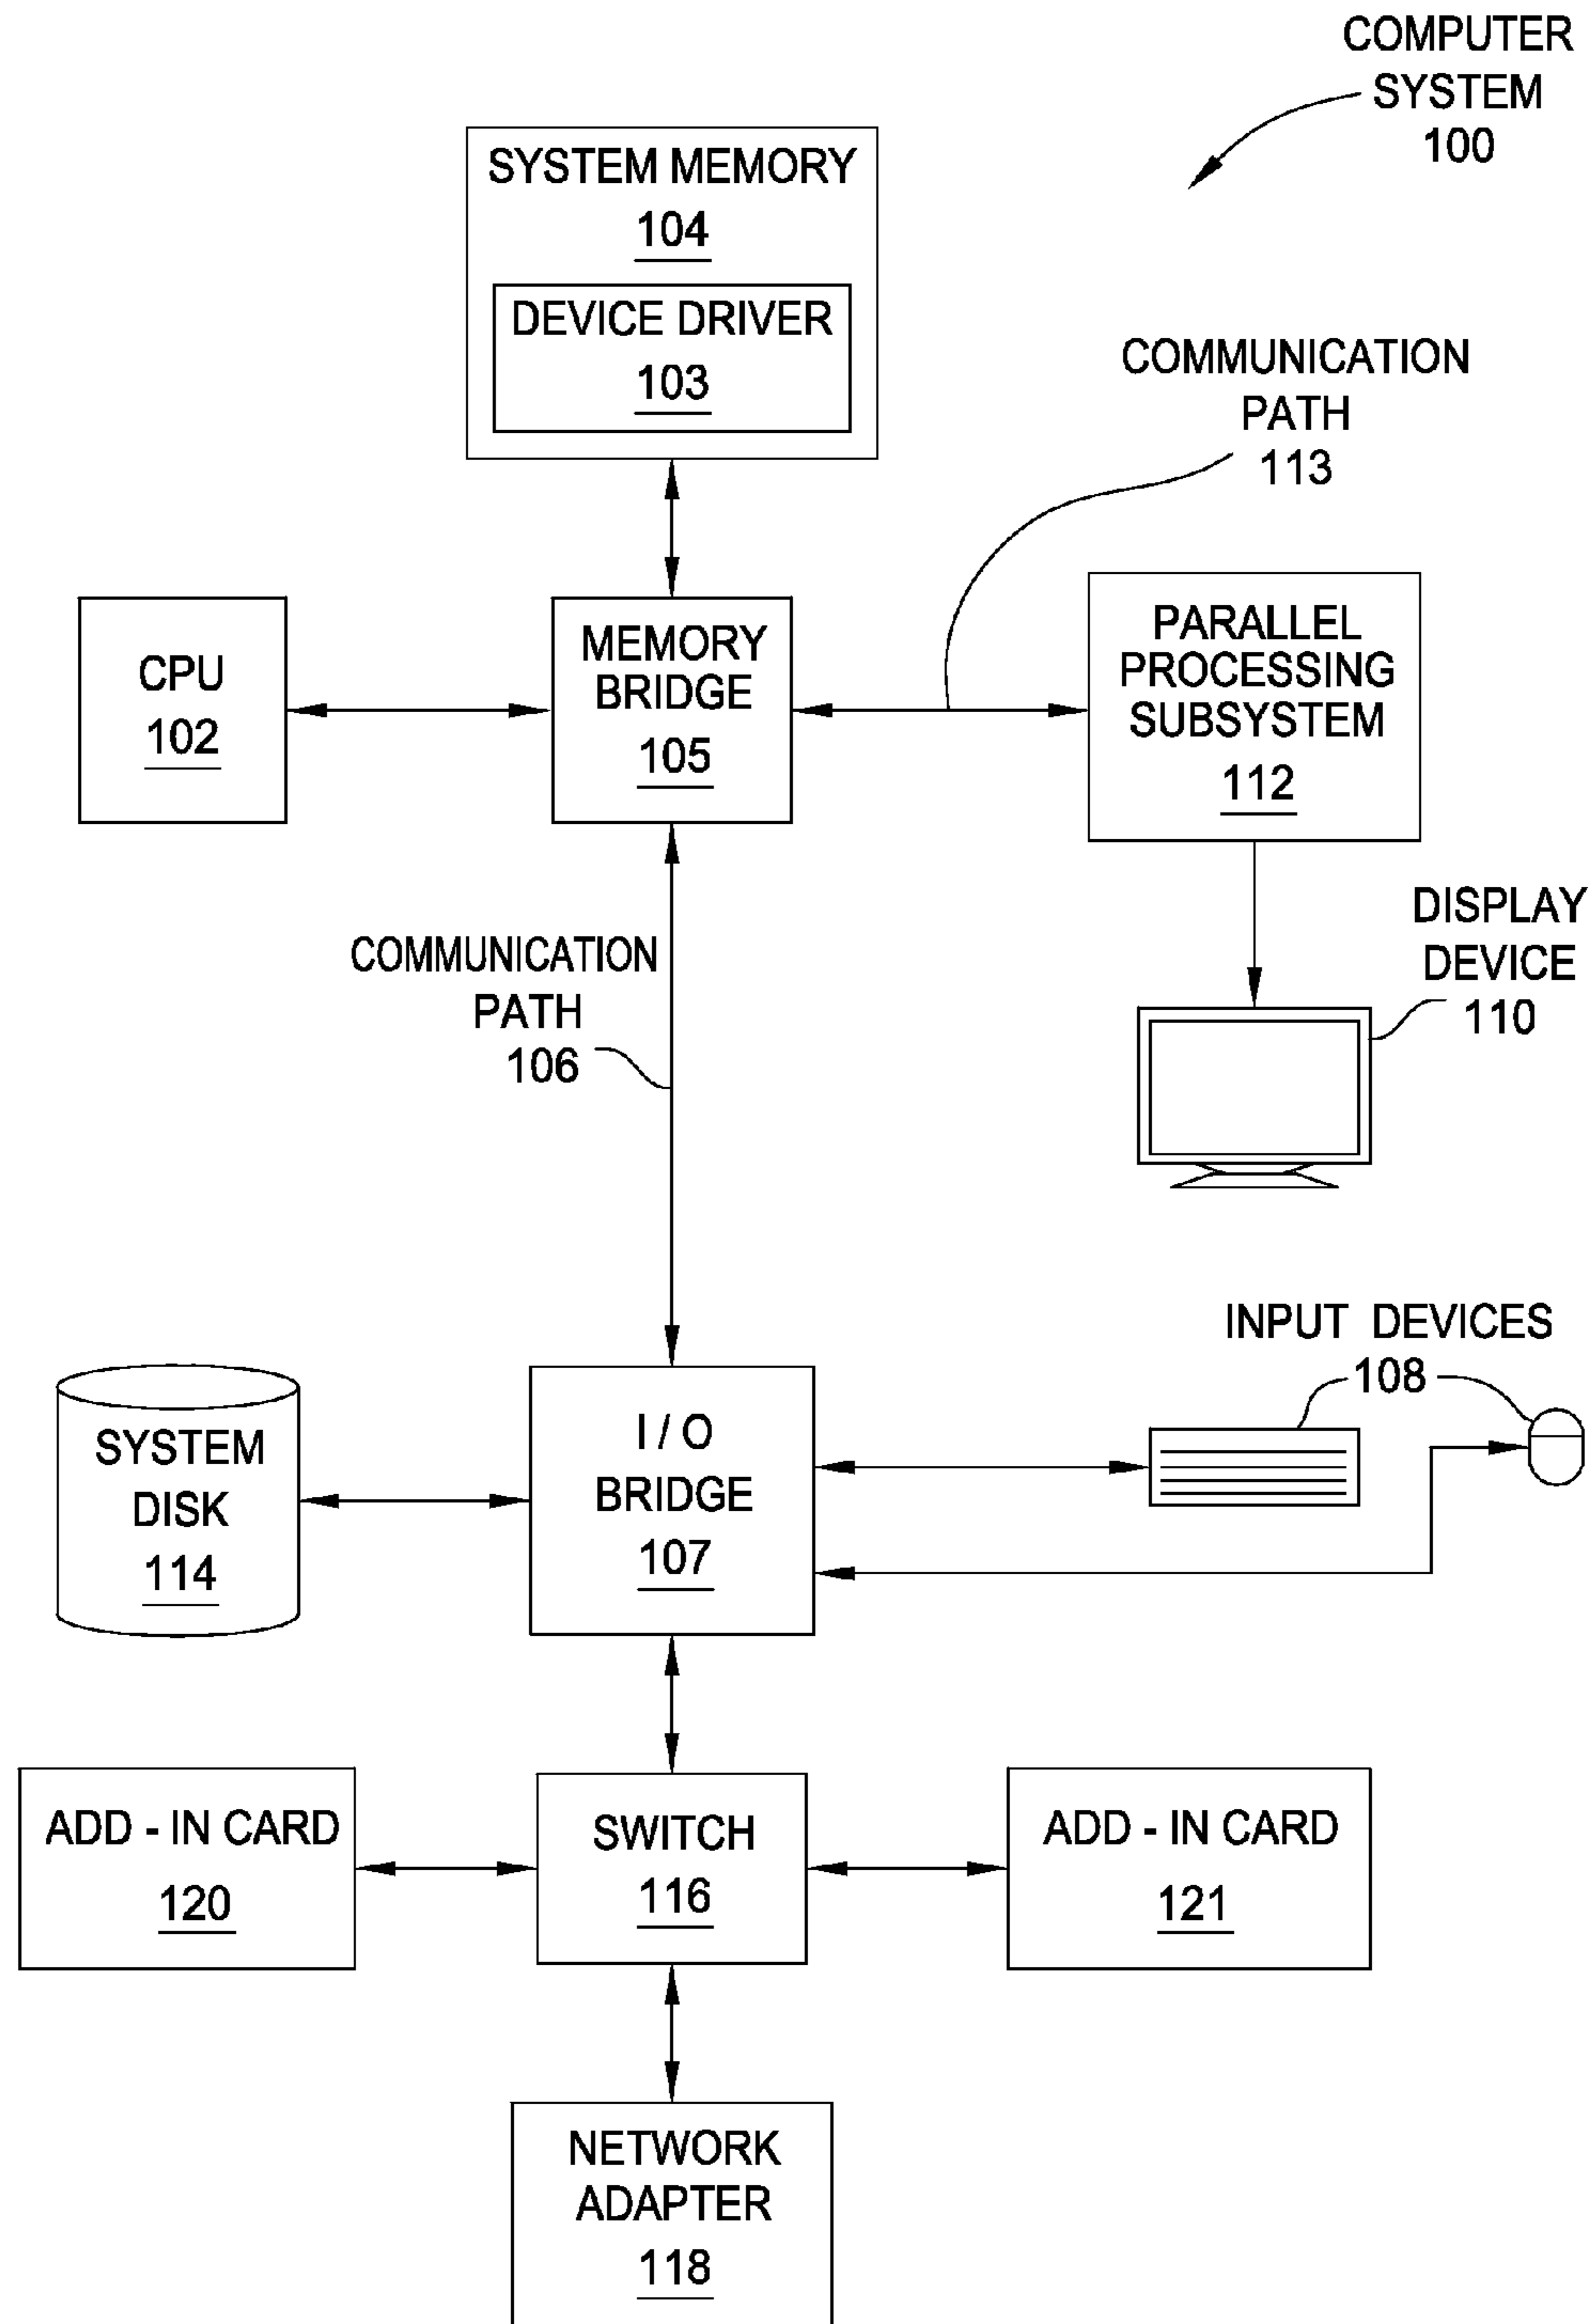 COMPUTER
SYSTEM
100
SYSTEM MEMORY
104
DEVICE DRIVER
103
COMMUNICATION
PATH
113
CPU
102
MEMORY
BRIDGE
105
PARALLEL
PROCESSING
SUBSYSTEM
112
DISPLAY
DEVICE
110
COMMUNICATION
PATH
106
INPUT DEVICES
108
SYSTEM
DISK
114
I / O
BRIDGE
107
ADD - IN CARD
120
SWITCH
116
ADD - IN CARD
121
NETWORK
ADAPTER
118